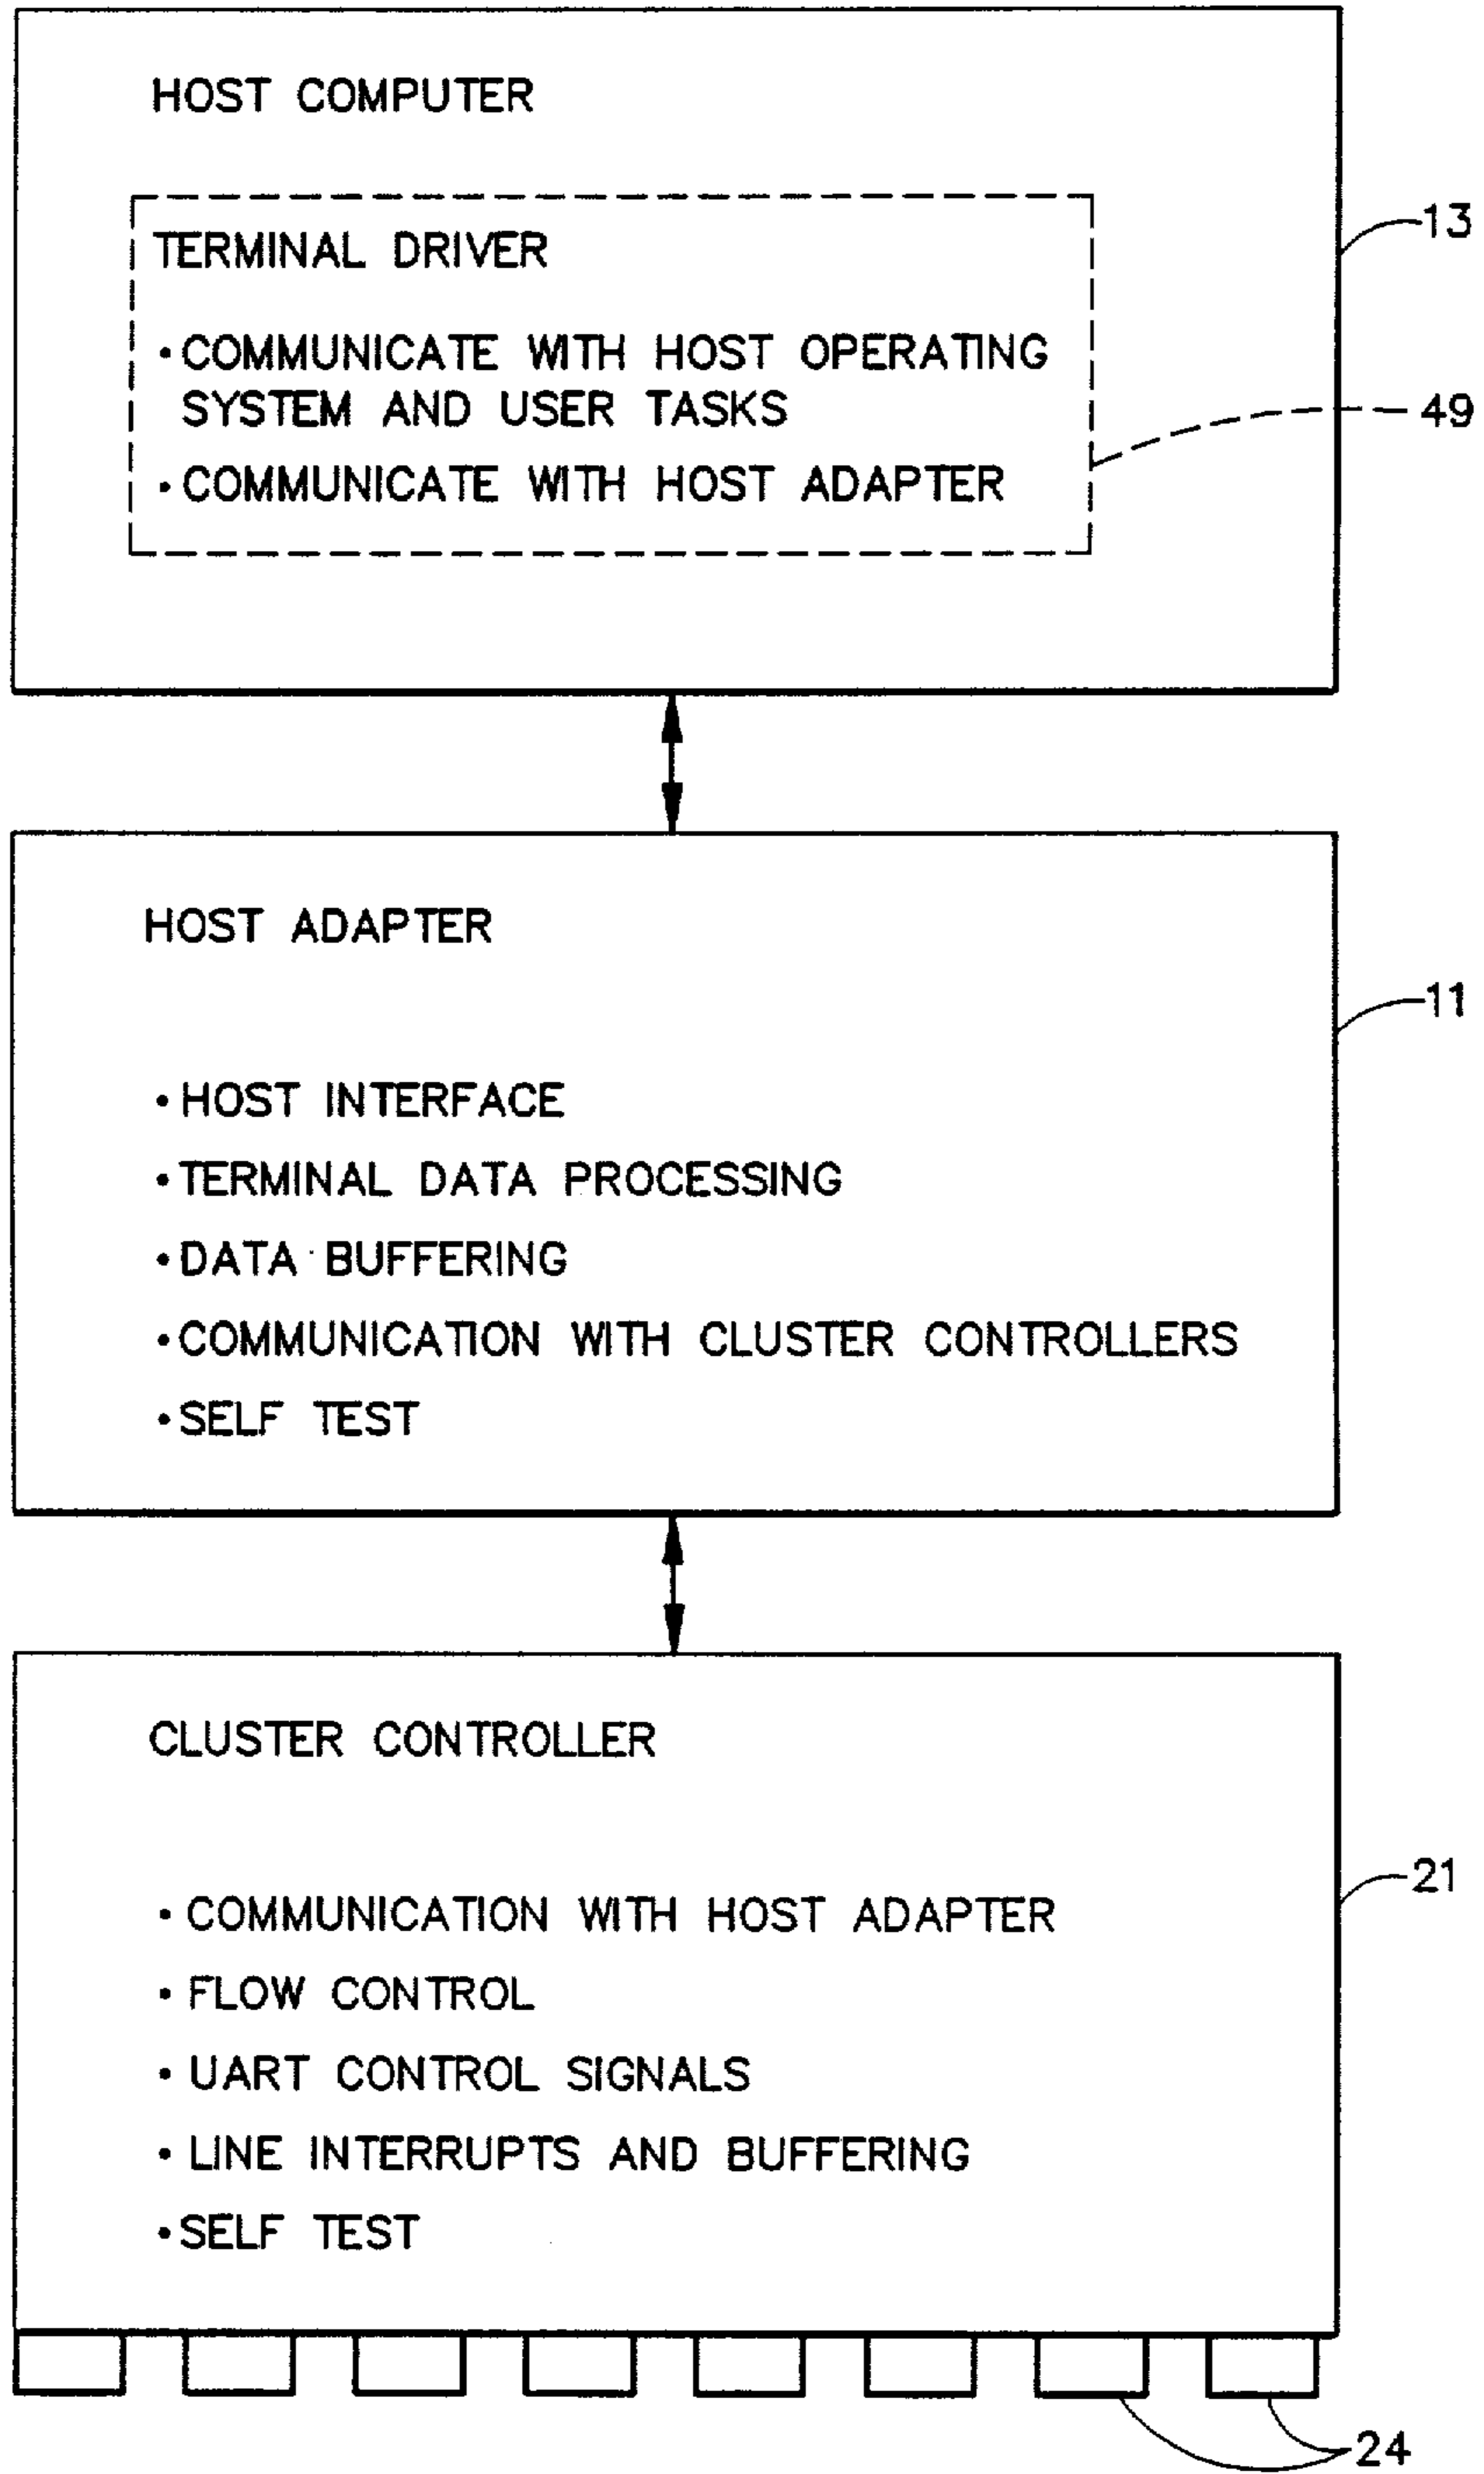 HOST COMPUTER
TERMINAL DRIVER
13
• COMMUNICATE WITH HOST OPERATING
SYSTEM AND USER TASKS
49
• COMMUNICATE WITH HOST ADAPTER
HOST ADAPTER
11
• HOST INTERFACE
• TERMINAL DATA PROCESSING
• DATA BUFFERING
• COMMUNICATION WITH CLUSTER CONTROLLERS
• SELF TEST
CLUSTER CONTROLLER
21
• COMMUNICATION WITH HOST ADAPTER
• FLOW CONTROL
• UART CONTROL SIGNALS
• LINE INTERRUPTS AND BUFFERING
• SELF TEST
24